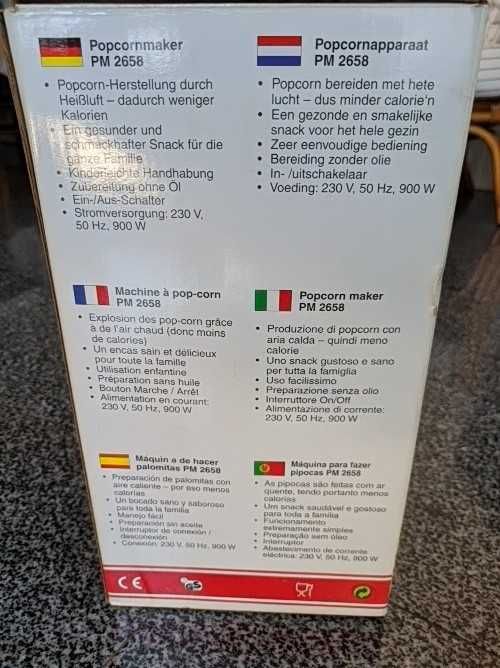 Popcornmaker
PM 2658
• Popcorn-Herstellung durch
Heißluft – dadurch weniger
Kalorien
• Ein gesunder und
schmackhafter Snack für die
ganze Familie
• Kinderleichte Handhabung
• Zubereitung ohne Öl
• Ein-/Aus-Schalter
• Stromversorgung: 230 V,
50 Hz, 900 W
Popcornapparaat
PM 2658
• Popcorn bereiden met hete
lucht – dus minder calorie'n
• Een gezonde en smakelijke
snack voor het hele gezin
• Zeer eenvoudige bediening
• Bereiding zonder olie
• In- /uitschakelaar
• Voeding: 230 V, 50 Hz, 900 W
Machine à pop-corn
PM 2658
• Explosion des pop-corn grâce
à de l'air chaud (donc moins
de calories)
• Un encas sain et délicieux
pour toute la famille
• Utilisation enfantine
• Préparation sans huile
• Bouton Marche / Arrêt
• Alimentation en courant:
230 V, 50 Hz, 900 W
Popcorn maker
PM 2658
• Produzione di popcorn con
aria calda – quindi meno
calorie
• Uno snack gustoso e sano
per tutta la famiglia
• Uso facilissimo
• Preparazione senza olio
• Interruttore On/Off
• Alimentazione di corrente:
230 V, 50 Hz, 900 W
Máquin a de hacer
palomitas PM 2658
• Preparación de palomitas con
aire caliente – por eso menos
calorías
• Un bocado sano y saboroso
para toda la familia
• Manejo fácil
• Preparación sin aceite
• Interruptor de conexión /
desconexión
• Conexión: 230 V, 50 Hz, 900 W
Máquina para fazer
pipocas PM 2658
• As pipocas são feitas com ar
quente, tendo portanto menos
calorias
• Um snack saudável e gostoso
para toda a família
• Funcionamento
extremamente simples
• Preparação sem óleo
• Interruptor
• Abastecimento de corrente
eléctrica: 230 V, 50 Hz, 900 W
CE
GS